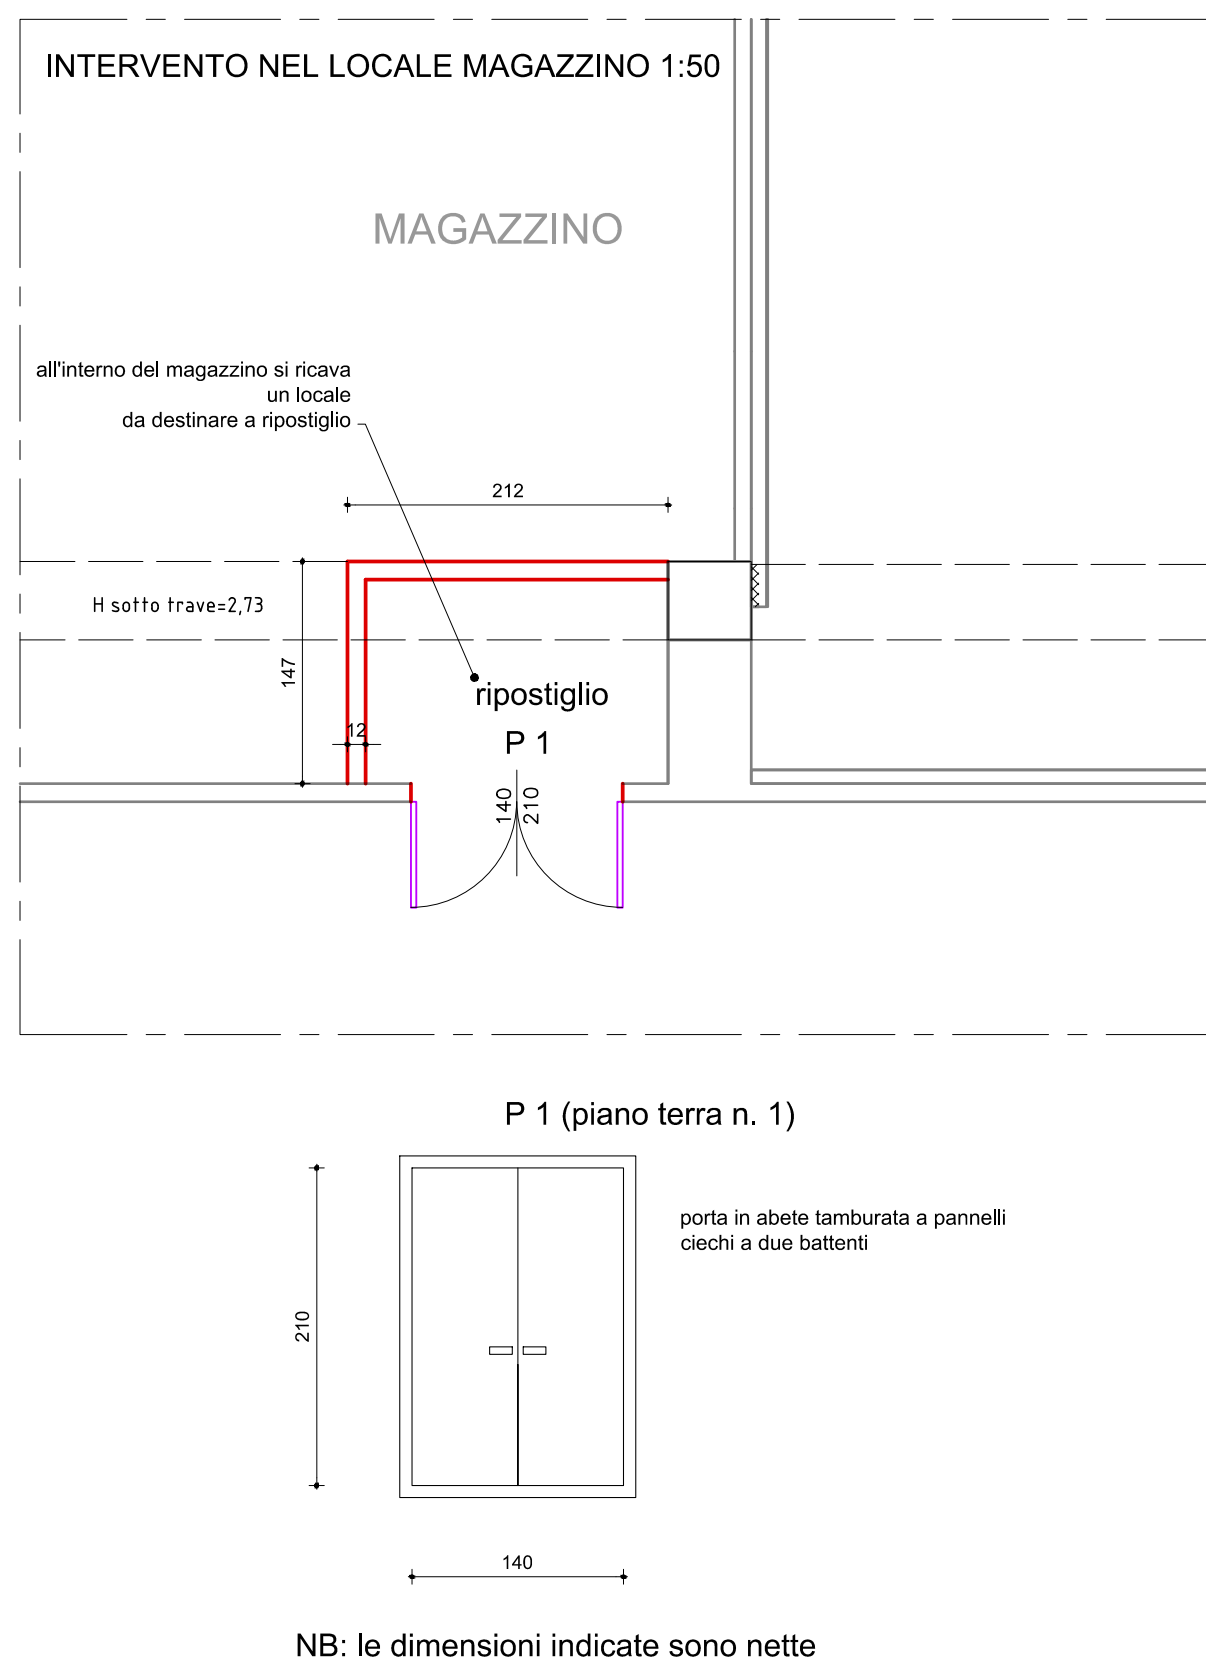 INTERVENTO NEL LOCALE MAGAZZINO 1:50
MAGAZZINO
all'interno del magazzino si ricava
un locale
da destinare a ripostiglio
212
H sotto trave=2,73
147
ripostiglio
12
P 1
140
210
P 1 (piano terra n. 1)
porta in abete tamburata a pannelli
ciechi a due battenti
210
140
NB: le dimensioni indicate sono nette